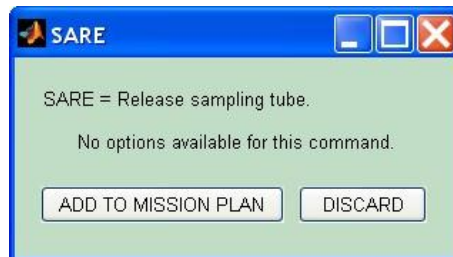 SARE
SARE = Release sampling tube.
No options available for this command.
ADD TO MISSION PLAN DISCARD